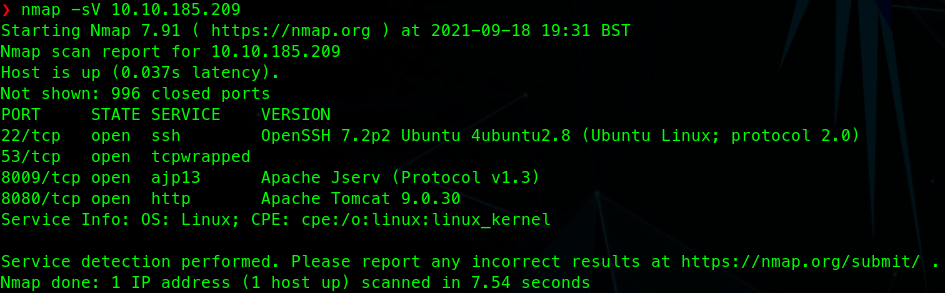 ❯ nmap -sV 10.10.185.209
Starting Nmap 7.91 ( https://nmap.org ) at 2021-09-18 19:31 BST
Nmap scan report for 10.10.185.209
Host is up (0.037s latency).
Not shown: 996 closed ports
PORT     STATE SERVICE    VERSION
22/tcp   open  ssh        OpenSSH 7.2p2 Ubuntu 4ubuntu2.8 (Ubuntu Linux; protocol 2.0)
53/tcp   open  tcpwrapped
8009/tcp open  ajp13      Apache Jserv (Protocol v1.3)
8080/tcp open  http       Apache Tomcat 9.0.30
Service Info: OS: Linux; CPE: cpe:/o:linux:linux_kernel

Service detection performed. Please report any incorrect results at https://nmap.org/submit/ .
Nmap done: 1 IP address (1 host up) scanned in 7.54 seconds